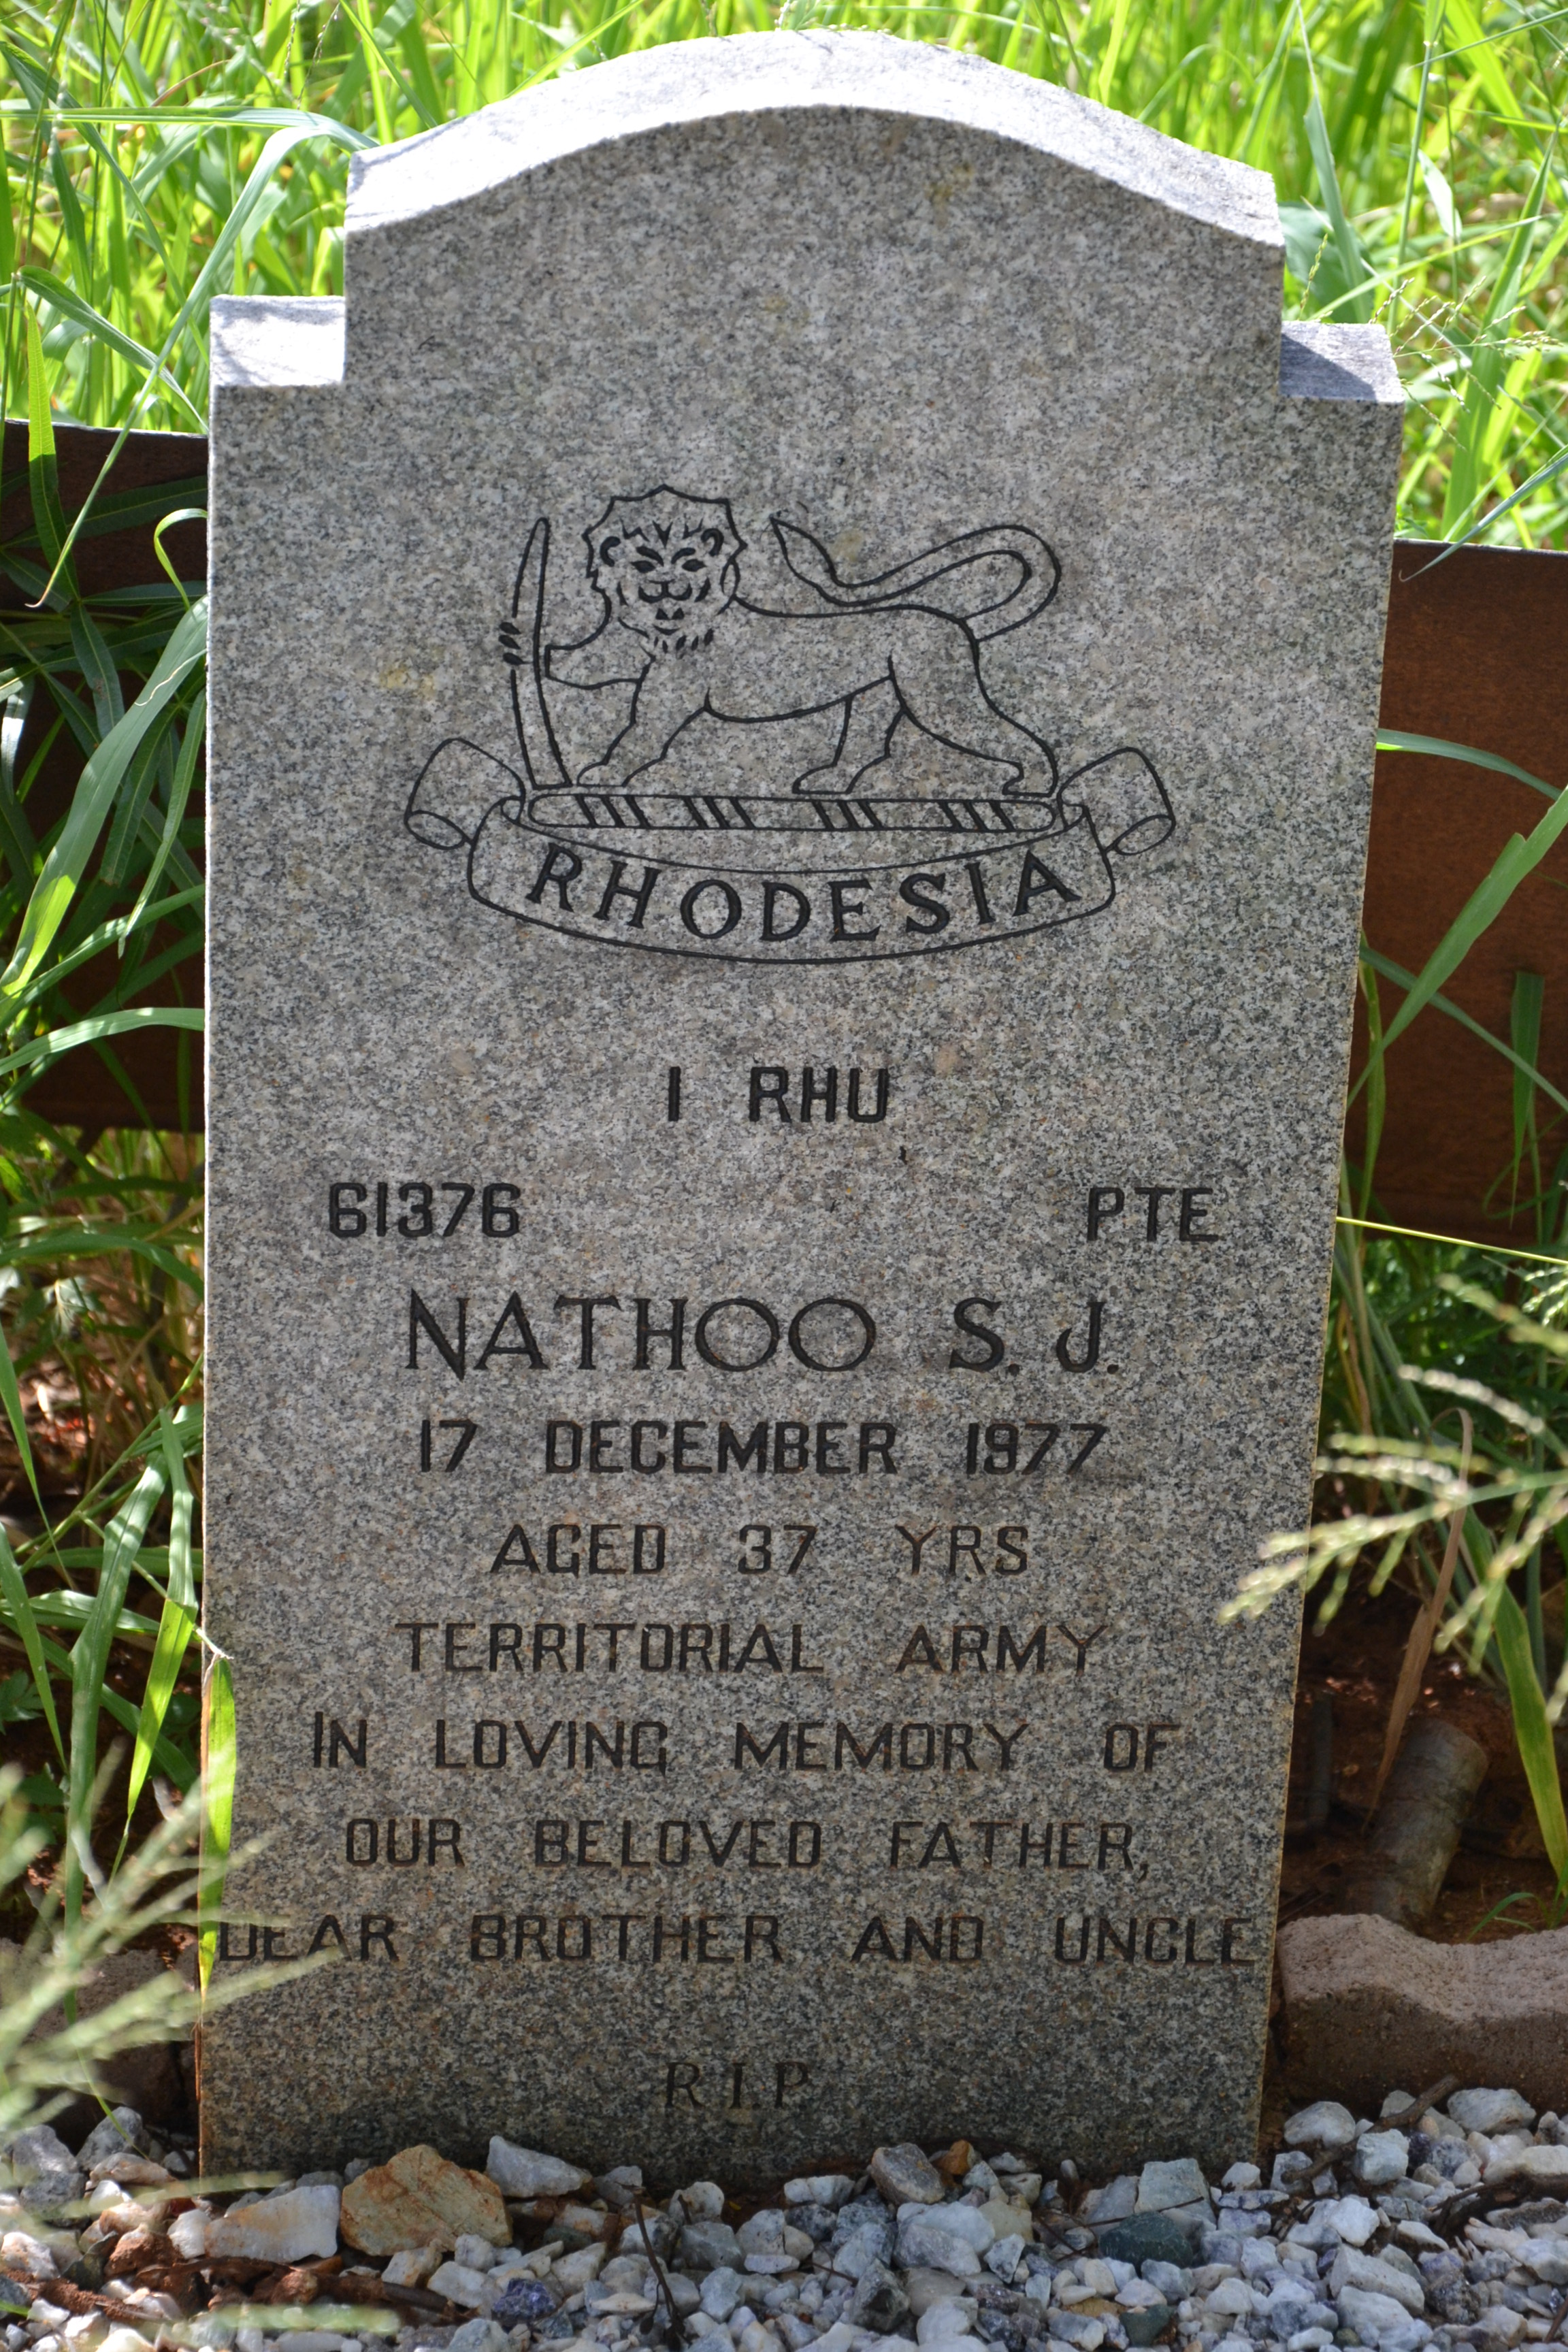 RHODESIA
1 RHU
61376 PTE
NATHOO S. J.
17 DECEMBER 1977
AGED 37 YRS
TERRITORIAL ARMY
IN LOVING MEMORY OF
OUR BELOVED FATHER,
DEAR BROTHER AND UNCLE
R I P